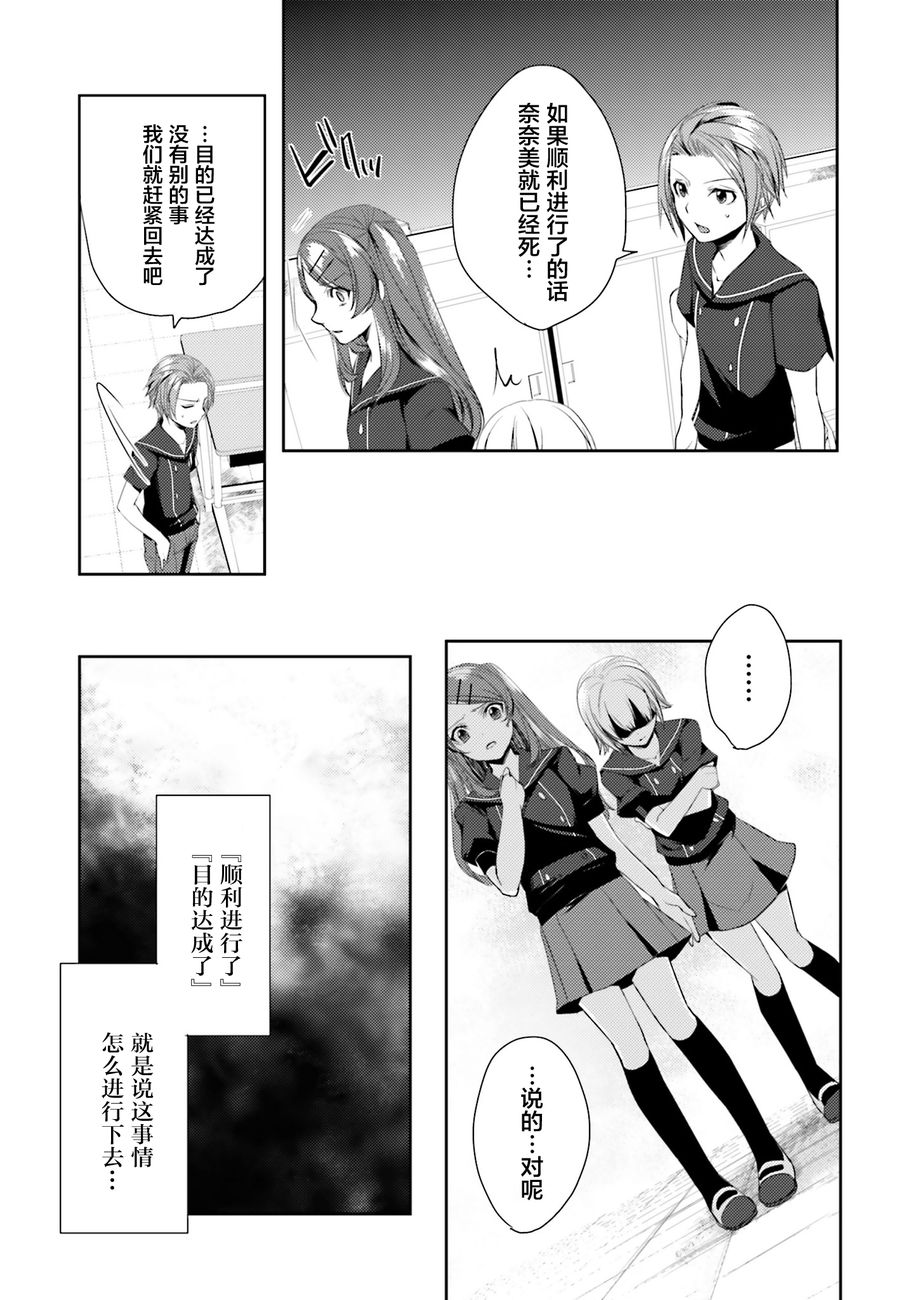 如果顺利进行了的话
奈奈美就已经死…
…目的已经达成了
没有别的事
我们就赶紧回去吧
……
…说的…对呢
『顺利进行了』
『目的达成了』
就是说这事情
怎么进行下去…